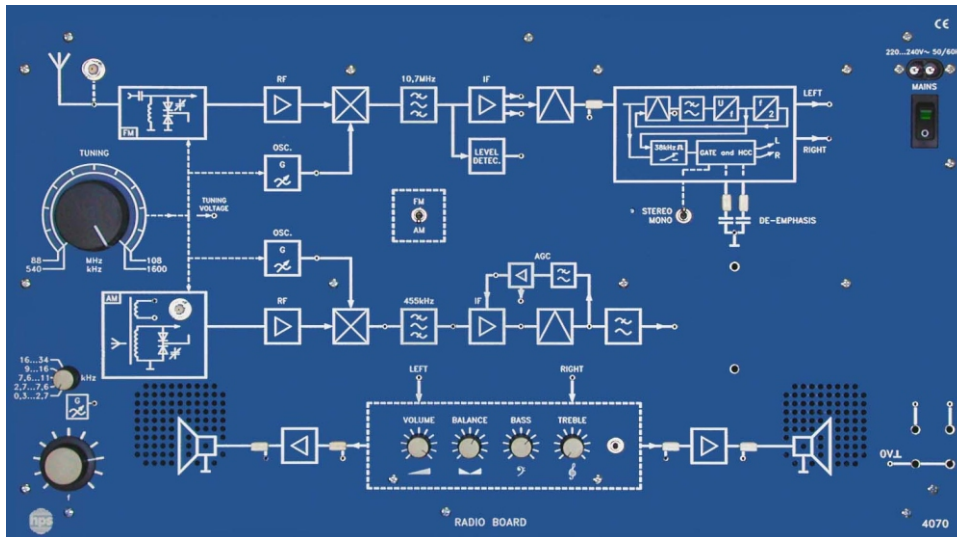 CE
220...240V~ 50/60Hz
MAINS
O
RF
10,7MHz
IF
LEFT
FM
U
f
f
2
38kHz
GATE and HCC
L
R
RIGHT
OSC.
G
LEVEL
DETEC.
TUNING
TUNING
VOLTAGE
FM
AM
STEREO
MONO
DE-EMPHASIS
88
540
MHz
kHz
108
1600
OSC.
G
AGC
AM
RF
455kHz
IF
16...34
9...16
7,6...11
2,7...7,6
0,3...2,7
kHz
G
LEFT
RIGHT
VOLUME
BALANCE
BASS
TREBLE
0V
f
hps
RADIO BOARD
4070